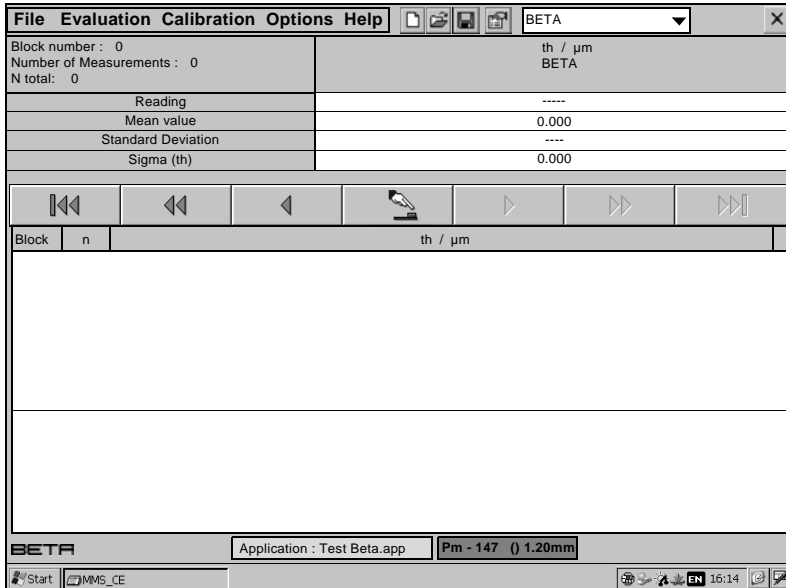 File Evaluation Calibration Options Help BETA
Block number : 0
Number of Measurements : 0
N total: 0
th / µm
BETA
Reading -----
Mean value 0.000
Standard Deviation ----
Sigma (th) 0.000
Block n th / µm
BETA Application : Test Beta.app Pm - 147 () 1.20mm
Start MMS_CE EN 16:14